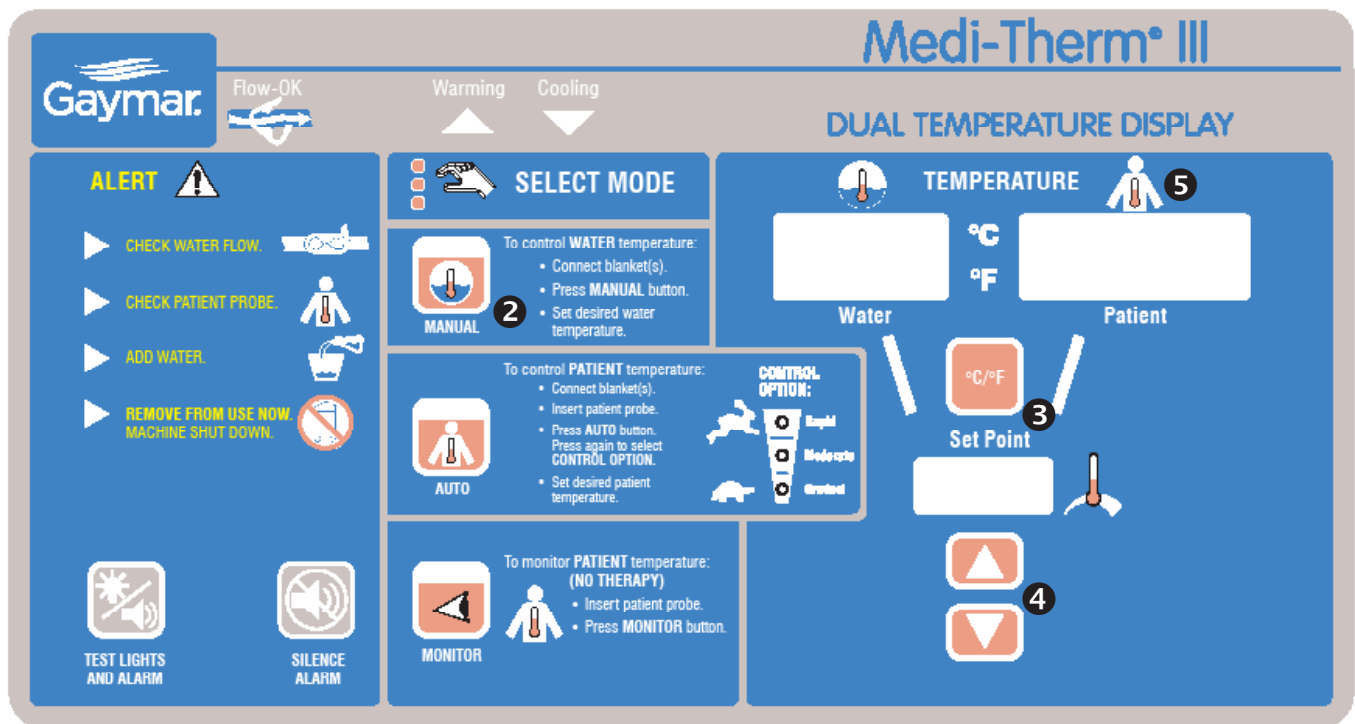 Medi-Therm® III
Gaymar®
Flow-OK
Warming
Cooling
DUAL TEMPERATURE DISPLAY
ALERT
CHECK WATER FLOW.
CHECK PATIENT PROBE.
ADD WATER.
REMOVE FROM USE NOW.
MACHINE SHUT DOWN.
TEST LIGHTS
AND ALARM
SILENCE
ALARM
SELECT MODE
MANUAL
2
To control WATER temperature:
• Connect blanket(s).
• Press MANUAL button.
• Set desired water
temperature.
AUTO
To control PATIENT temperature:
• Connect blanket(s).
• Insert patient probe.
• Press AUTO button.
Press again to select
CONTROL OPTION.
• Set desired patient
temperature.
CONTROL
OPTION:
Rapid
Moderate
Gradual
MONITOR
To monitor PATIENT temperature:
(NO THERAPY)
• Insert patient probe.
• Press MONITOR button.
TEMPERATURE
5
°C
°F
Water
Patient
°C/°F
3
Set Point
4